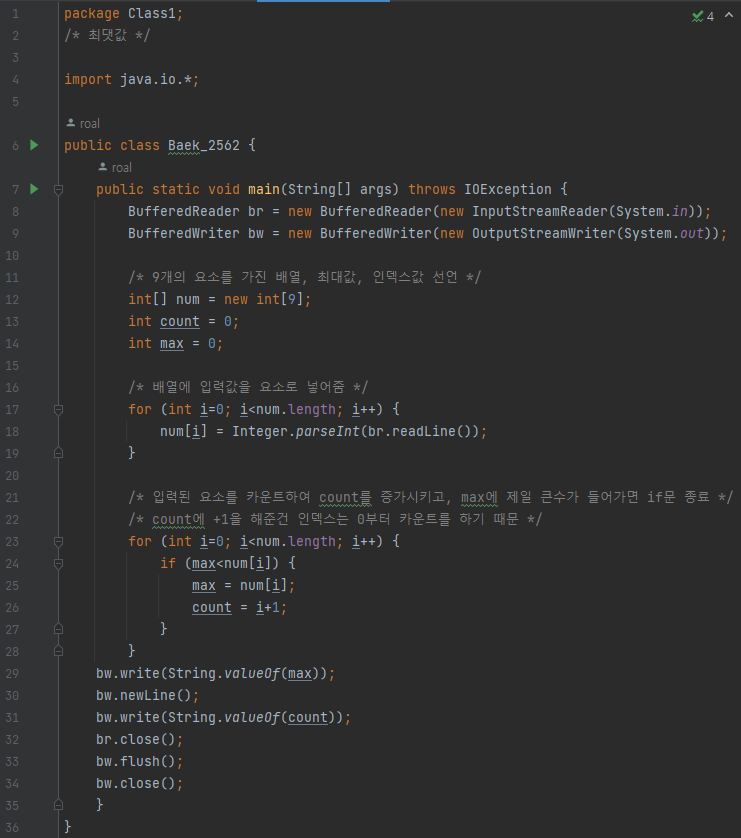 1 package Class1;
2 /* 최댓값 */
3
4 import java.io.*;
5
roal
6 public class Baek_2562 {
roal
7 public static void main(String[] args) throws IOException {
8 BufferedReader br = new BufferedReader(new InputStreamReader(System.in));
9 BufferedWriter bw = new BufferedWriter(new OutputStreamWriter(System.out));
10
11 /* 9개의 요소를 가진 배열, 최대값, 인덱스값 선언 */
12 int[] num = new int[9];
13 int count = 0;
14 int max = 0;
15
16 /* 배열에 입력값을 요소로 넣어줌 */
17 for (int i=0; i<num.length; i++) {
18 num[i] = Integer.parseInt(br.readLine());
19 }
20
21 /* 입력된 요소를 카운트하여 count를 증가시키고, max에 제일 큰수가 들어가면 if문 종료 */
22 /* count에 +1을 해준건 인덱스는 0부터 카운트를 하기 때문 */
23 for (int i=0; i<num.length; i++) {
24 if (max<num[i]) {
25 max = num[i];
26 count = i+1;
27 }
28 }
29 bw.write(String.valueOf(max));
30 bw.newLine();
31 bw.write(String.valueOf(count));
32 br.close();
33 bw.flush();
34 bw.close();
35 }
36 }
4